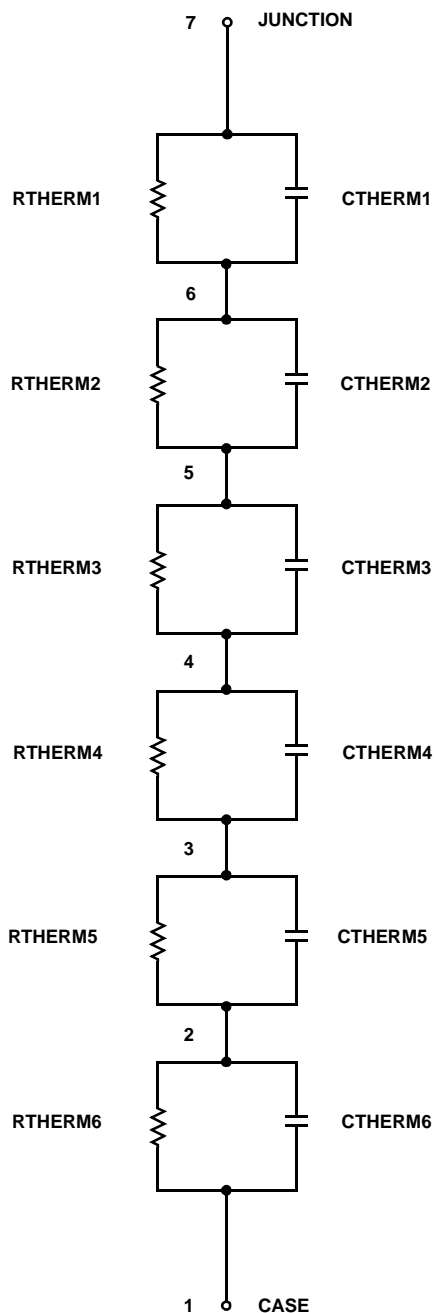 7 JUNCTION
RTHERM1 CTHERM1
6
RTHERM2 CTHERM2
5
RTHERM3 CTHERM3
4
RTHERM4 CTHERM4
3
RTHERM5 CTHERM5
2
RTHERM6 CTHERM6
1 CASE